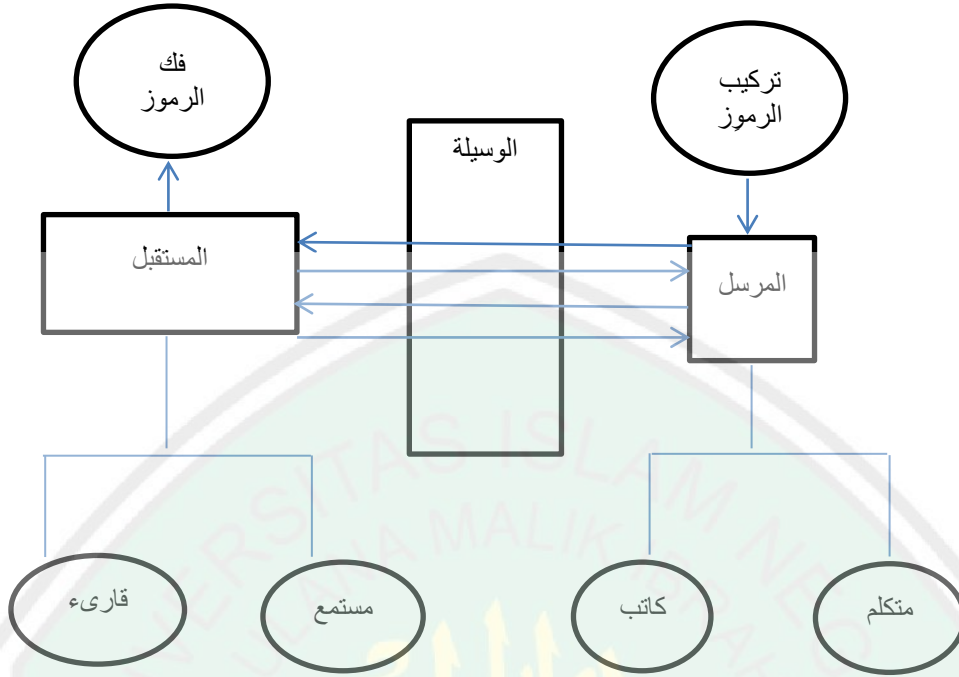 تركيب
الرموز
فك
الرموز
الوسيلة
المرسل
المستقبل
متكلم
كاتب
مستمع
قارىء